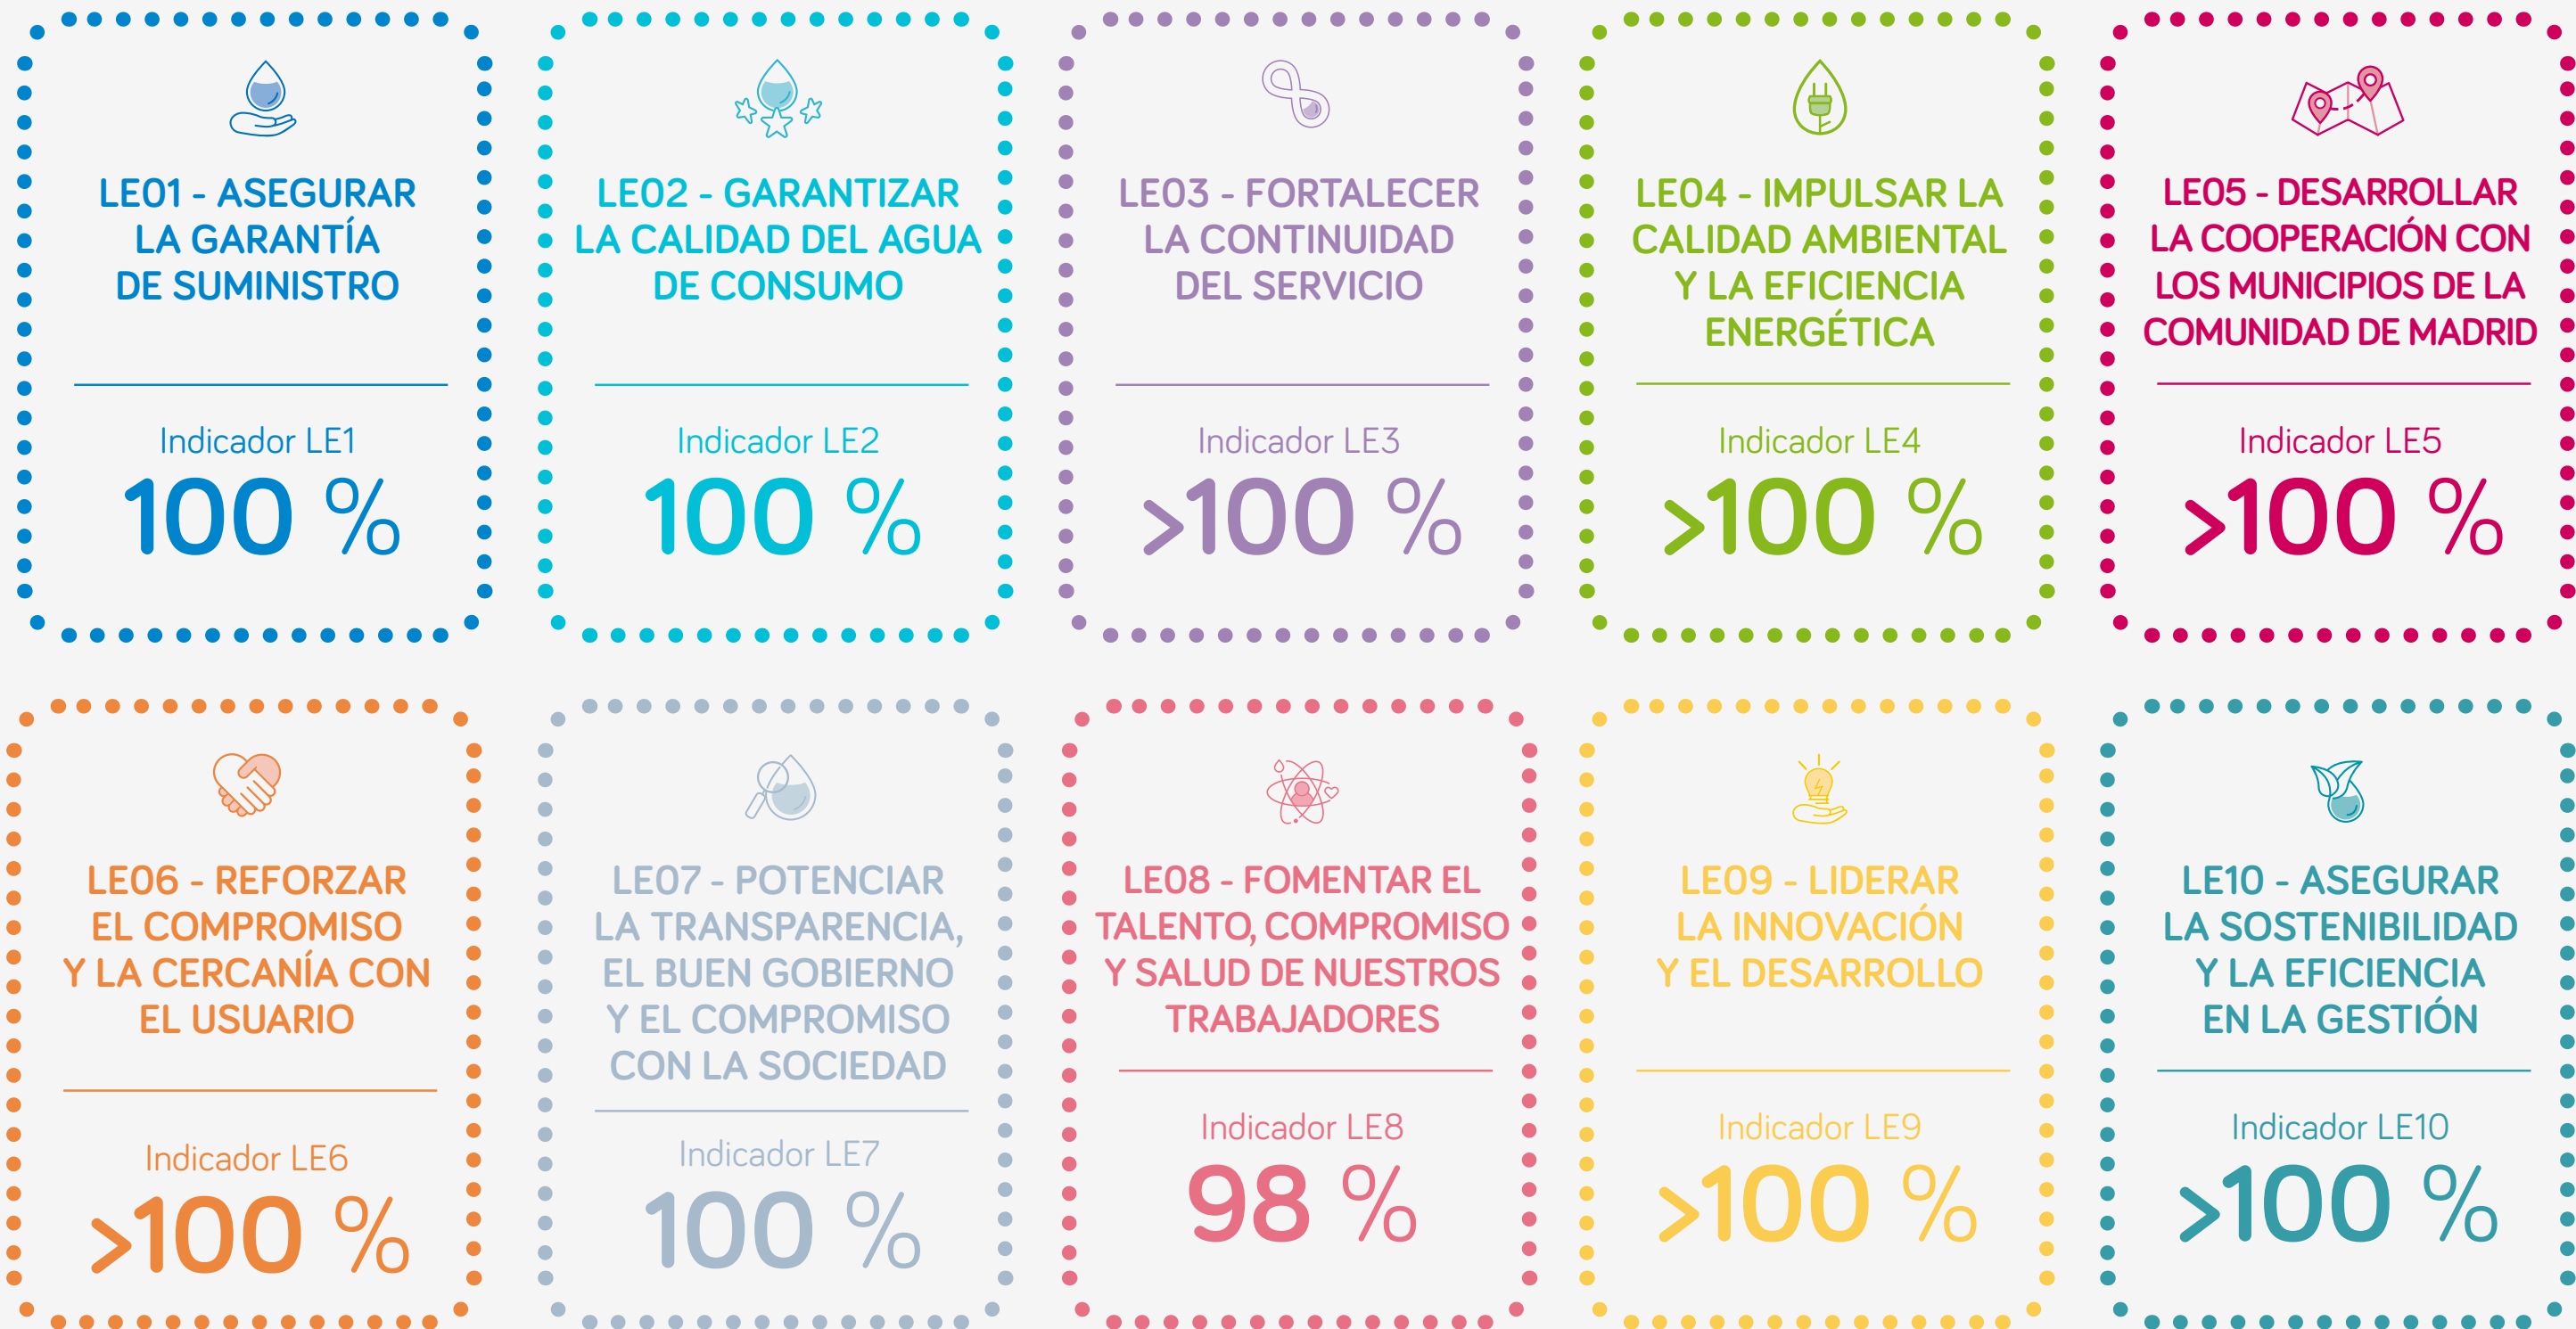 LE01 - ASEGURAR
LA GARANTÍA
DE SUMINISTRO
Indicador LE1
100 %
LE02 - GARANTIZAR
LA CALIDAD DEL AGUA
DE CONSUMO
Indicador LE2
100 %
LE03 - FORTALECER
LA CONTINUIDAD
DEL SERVICIO
Indicador LE3
>100 %
LE04 - IMPULSAR LA
CALIDAD AMBIENTAL
Y LA EFICIENCIA
ENERGÉTICA
Indicador LE4
>100 %
LE05 - DESARROLLAR
LA COOPERACIÓN CON
LOS MUNICIPIOS DE LA
COMUNIDAD DE MADRID
Indicador LE5
>100 %
LE06 - REFORZAR
EL COMPROMISO
Y LA CERCANÍA CON
EL USUARIO
Indicador LE6
>100 %
LE07 - POTENCIAR
LA TRANSPARENCIA,
EL BUEN GOBIERNO
Y EL COMPROMISO
CON LA SOCIEDAD
Indicador LE7
100 %
LE08 - FOMENTAR EL
TALENTO, COMPROMISO
Y SALUD DE NUESTROS
TRABAJADORES
Indicador LE8
98 %
LE09 - LIDERAR
LA INNOVACIÓN
Y EL DESARROLLO
Indicador LE9
>100 %
LE10 - ASEGURAR
LA SOSTENIBILIDAD
Y LA EFICIENCIA
EN LA GESTIÓN
Indicador LE10
>100 %